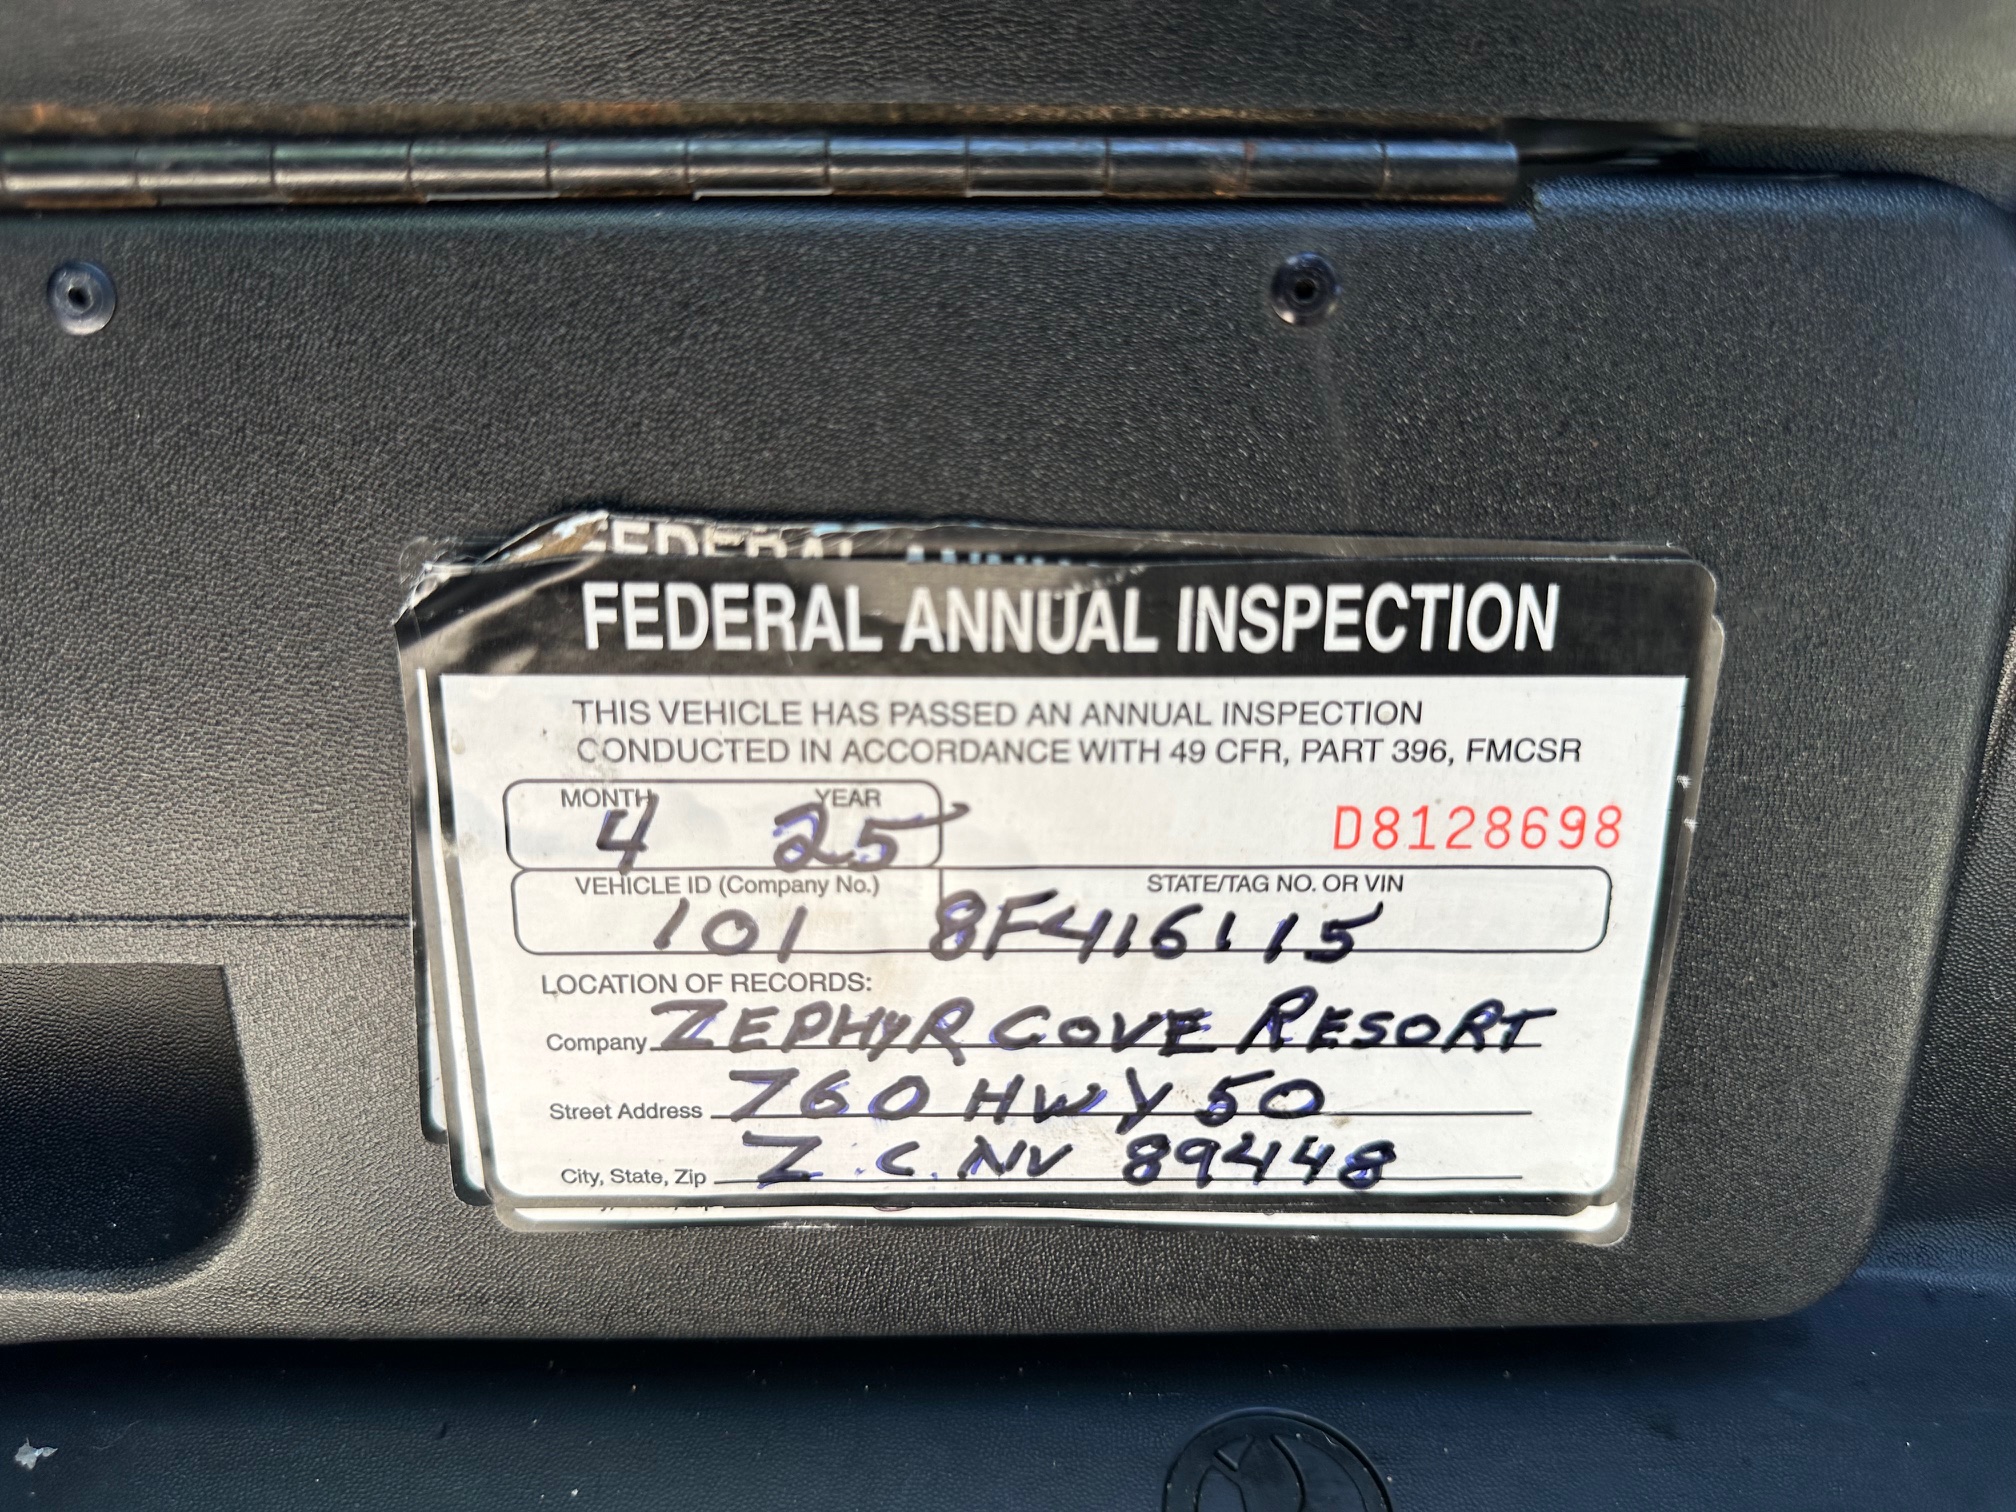 FEDERAL
FEDERAL ANNUAL INSPECTION
THIS VEHICLE HAS PASSED AN ANNUAL INSPECTION
CONDUCTED IN ACCORDANCE WITH 49 CFR, PART 396, FMCSR
MONTH YEAR
4 25
D8128698
VEHICLE ID (Company No.) STATE/TAG NO. OR VIN
101 8F416115
LOCATION OF RECORDS:
Company ZEPHYR COVE RESORT
Street Address 760 HWY 50
City, State, Zip Z.C. NV 89448